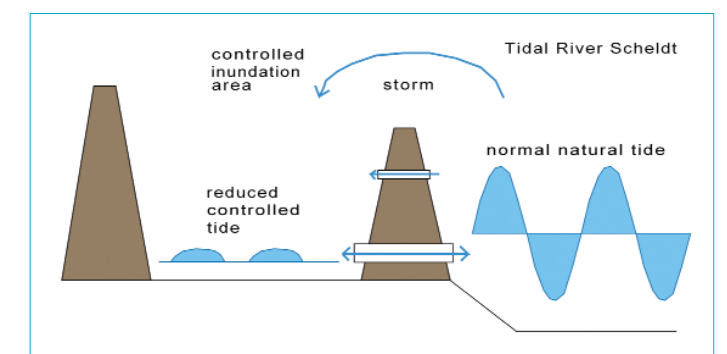 controlled
inundation
area
storm
Tidal River Scheldt
normal natural tide
reduced
controlled
tide